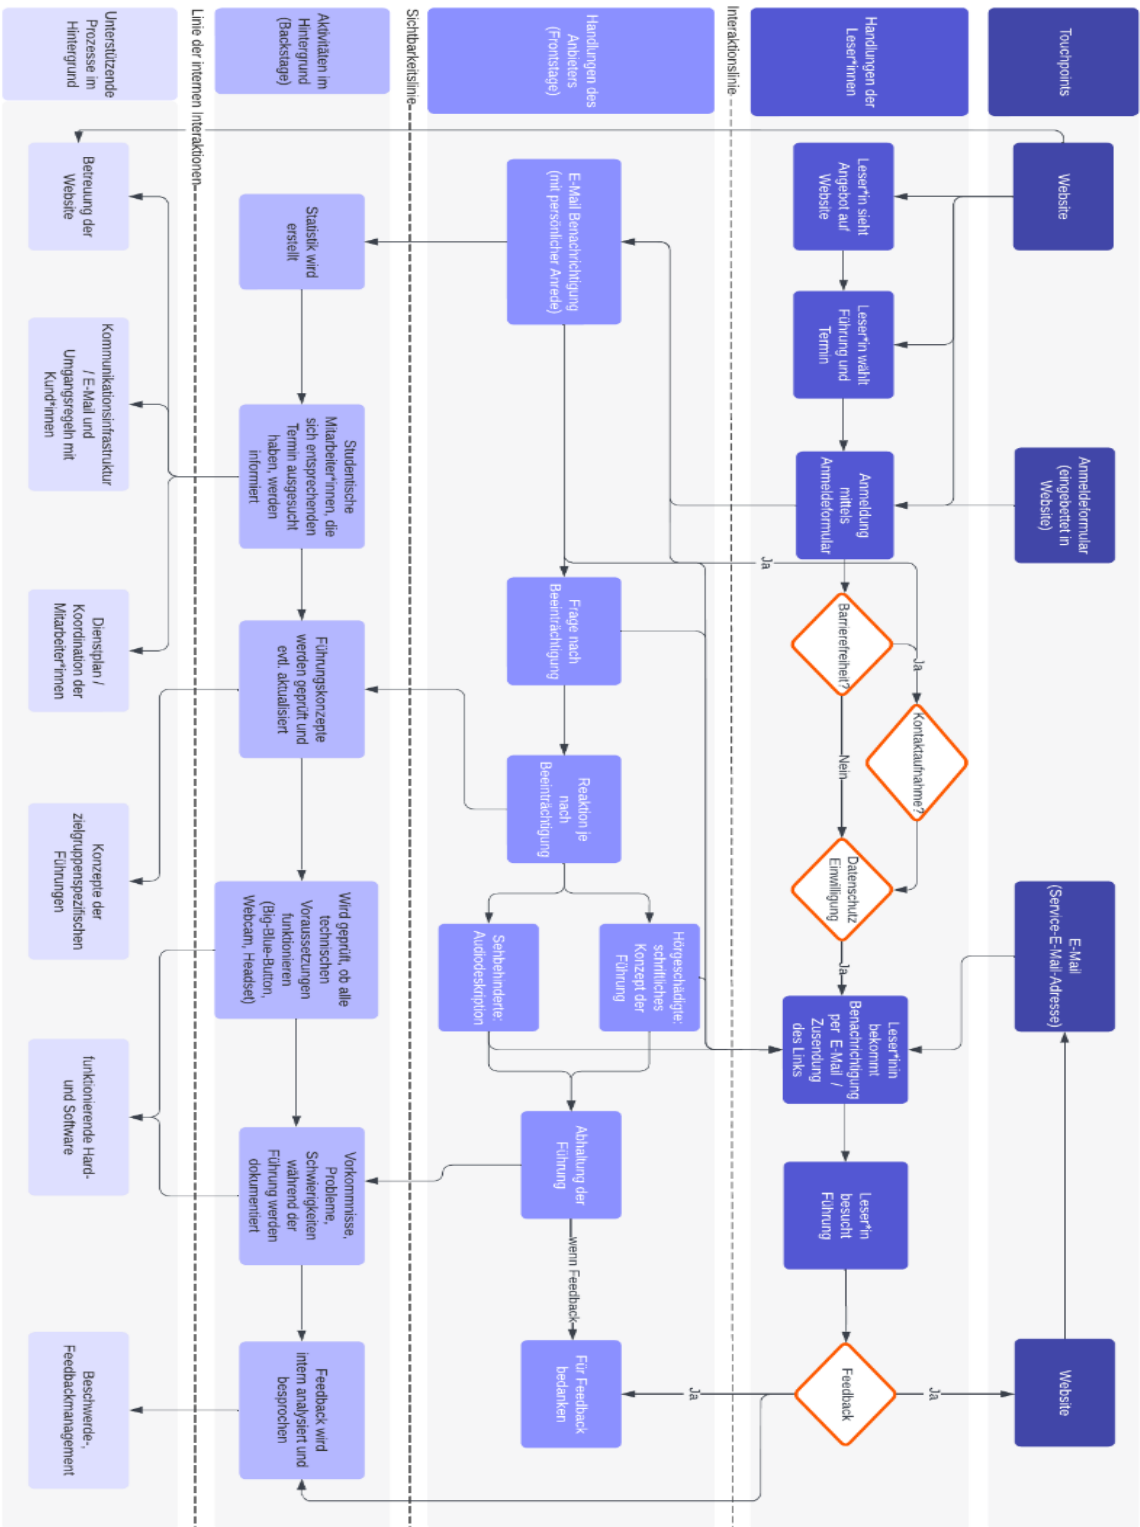 Touchpoints
Website
Anmeldeformular
(eingebettet in
Website)
E-Mail
(Service-E-Mail-Adresse)
Website
Handlungen der
Leser*innen
Leser*in sieht
Angebot auf
Website
Leser*in wählt
Führung und
Termin
Anmeldung
mittels
Anmeldeformular
Barrierefreiheit?
Ja
Kontaktaufnahme?
Nein
Datenschutz
Einwilligung
Ja
Leser*inin
bekommt
Benachrichtigung
per E-Mail /
Zusendung
des Links
Leser*in
besucht
Führung
Feedback
Ja
Ja
Interaktionslinie
Ja
Handlungen des
Anbieters
(Frontstage)
E-Mail Benachrichtigung
(mit persönlicher Anrede)
Frage nach
Beeinträchtigung
Reaktion je
nach
Beeinträchtigung
Hörgeschädigte:
schriftliches
Konzept der
Führung
Sehbehinderte:
Audiodeskription
Abhaltung der
Führung
wenn Feedback
Für Feedback
bedanken
Sichtbarkeitslinie
Aktivitäten im
Hintergrund
(Backstage)
Statistik wird
erstellt
Studentische
Mitarbeiter*innen, die
sich entsprechenden
Termin ausgesucht
haben, werden
informiert
Führungskonzepte
werden geprüft und
evtl. aktualisiert
Wird geprüft, ob alle
technischen
Voraussetzungen
funktionieren
(Big-Blue-Button,
Webcam, Headset)
Vorkommnisse,
Probleme,
Schwierigkeiten
während der
Führung werden
dokumentiert
Feedback wird
intern analysiert und
besprochen
Linie der internen Interaktionen
Unterstützende
Prozesse im
Hintergrund
Betreuung der
Website
Kommunikationsinfrastruktur
/ E-Mail und
Umgangsregeln mit
Kund*innen
Dienstplan /
Koordination der
Mitarbeiter*innen
Konzepte der
zielgruppenspezifischen
Führungen
funktionierende Hard-
und Software
Beschwerde-,
Feedbackmanagement